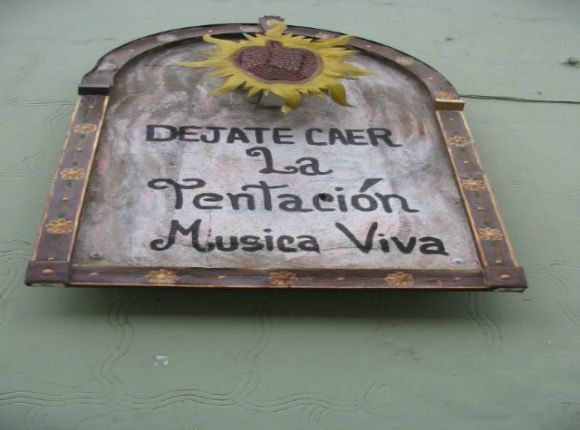 DEJATE CAER
La
Tentación
Musica Viva